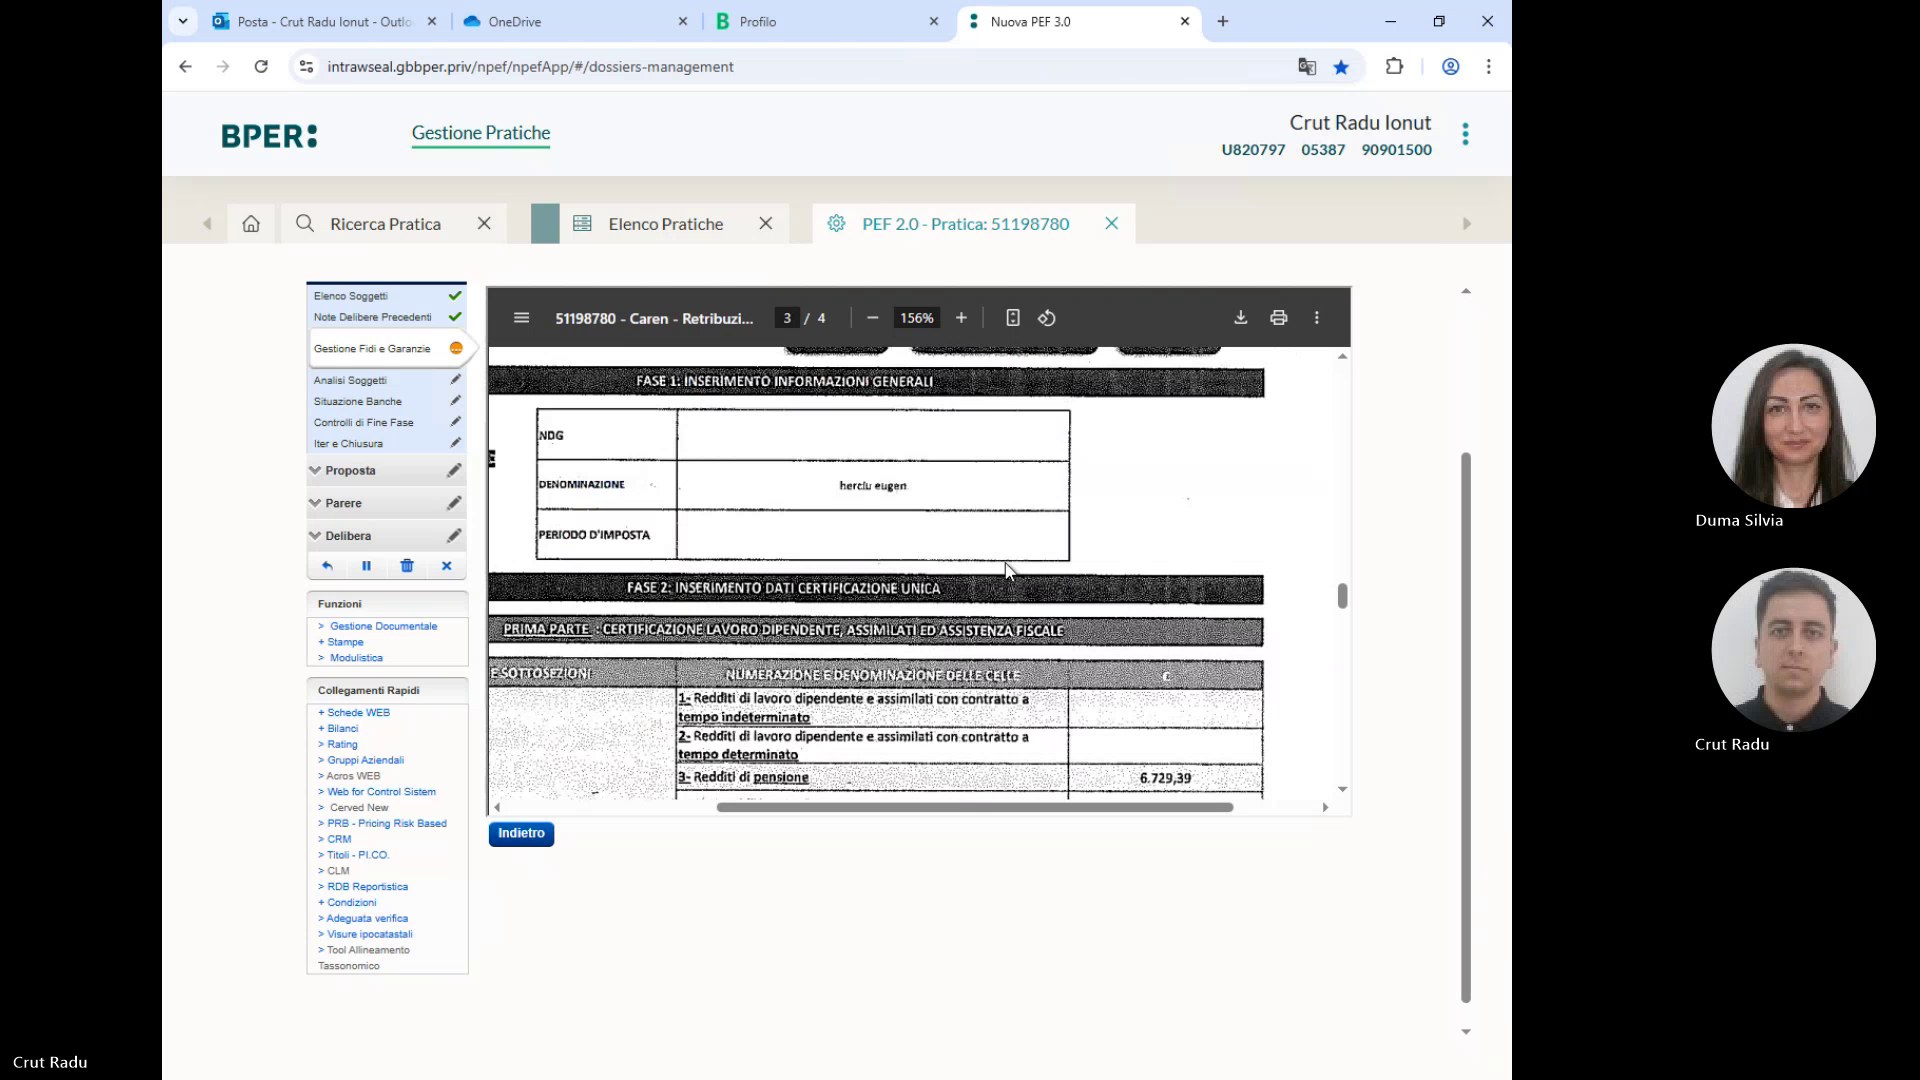 Posta - Crut Radu Ionut - Outlo
OneDrive
Profilo
Nuova PEF 3.0
intrawseal.gbbper.priv/npef/npefApp/#/dossiers-management
BPER:
Gestione Pratiche
Crut Radu Ionut
U820797 05387 90901500
Ricerca Pratica
Elenco Pratiche
PEF 2.0 - Pratica: 51198780
Elenco Soggetti
Note Delibere Precedenti
Gestione Fidi e Garanzie
Analisi Soggetti
Situazione Banche
Controlli di Fine Fase
Iter e Chiusura
Proposta
Parere
Delibera
Funzioni
> Gestione Documentale
+ Stampe
> Modulistica
Collegamenti Rapidi
+ Schede WEB
+ Bilanci
> Rating
> Gruppi Aziendali
> Acros WEB
> Web for Control Sistem
> Cerved New
> PRB - Pricing Risk Based
> CRM
> Titoli - PI.CO.
> CLM
> RDB Reportistica
+ Condizioni
> Adeguata verifica
> Visure ipocatastali
> Tool Allineamento
Tassonomico
51198780 - Caren - Retribuzi...
3 / 4
156%
FASE 1: INSERIMENTO INFORMAZIONI GENERALI
NDG
DENOMINAZIONE
herciu eugen
PERIODO D'IMPOSTA
FASE 2: INSERIMENTO DATI CERTIFICAZIONE UNICA
PRIMA PARTE : CERTIFICAZIONE LAVORO DIPENDENTE, ASSIMILATI ED ASSISTENZA FISCALE
E SOTTOSEZIONI
NUMERAZIONE E DENOMINAZIONE DELLE CELLE
€
1- Redditi di lavoro dipendente e assimilati con contratto a
tempo indeterminato
2- Redditi di lavoro dipendente e assimilati con contratto a
tempo determinato
3- Redditi di pensione
6.729,39
Indietro
Duma Silvia
Crut Radu
Crut Radu